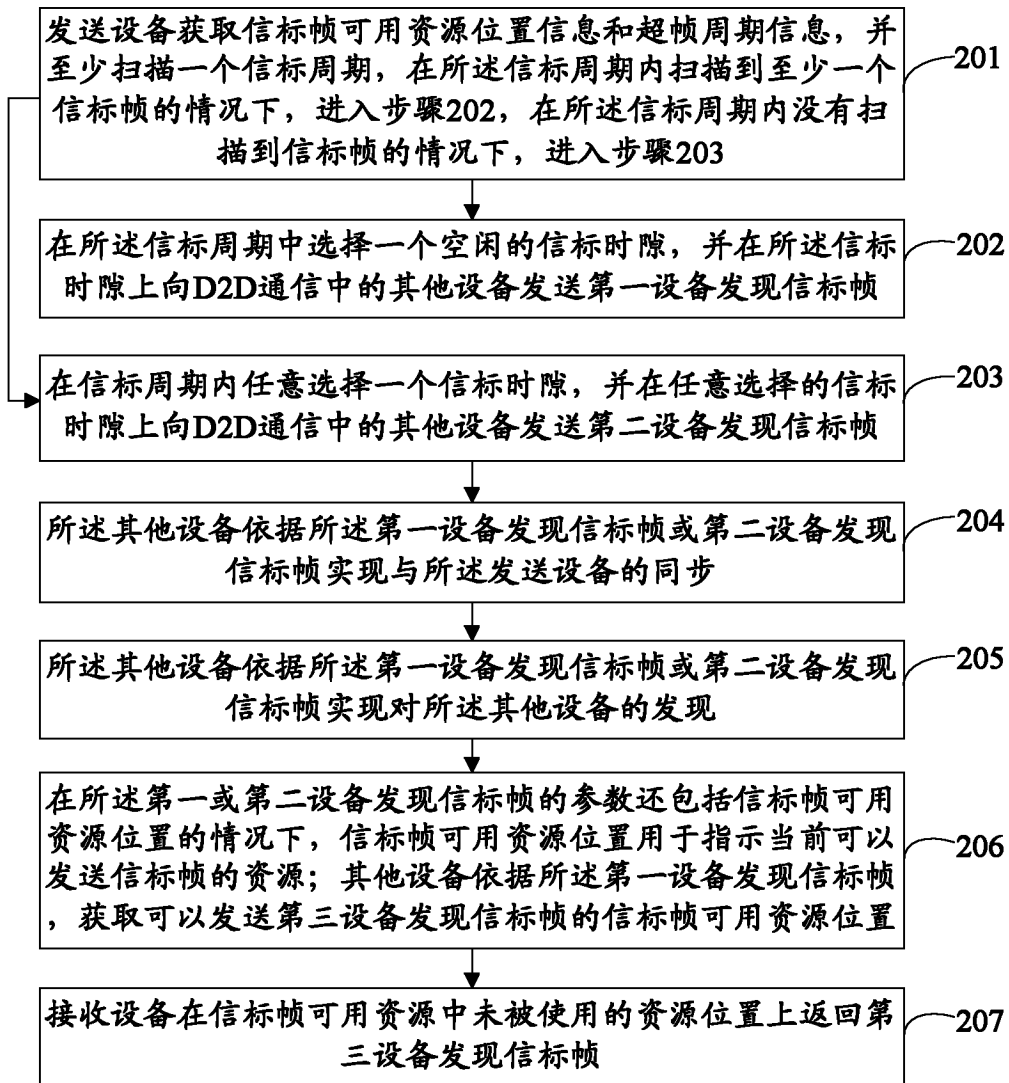 发送设备获取信标帧可用资源位置信息和超帧周期信息，并
至少扫描一个信标周期，在所述信标周期内扫描到至少一个
信标帧的情况下，进入步骤202，在所述信标周期内没有扫
描到信标帧的情况下，进入步骤203
201
在所述信标周期中选择一个空闲的信标时隙，并在所述信标
时隙上向D2D通信中的其他设备发送第一设备发现信标帧
202
在信标周期内任意选择一个信标时隙，并在任意选择的信标
时隙上向D2D通信中的其他设备发送第二设备发现信标帧
203
所述其他设备依据所述第一设备发现信标帧或第二设备发现
信标帧实现与所述发送设备的同步
204
所述其他设备依据所述第一设备发现信标帧或第二设备发现
信标帧实现对所述其他设备的发现
205
在所述第一或第二设备发现信标帧的参数还包括信标帧可用
资源位置的情况下，信标帧可用资源位置用于指示当前可以
发送信标帧的资源；其他设备依据所述第一设备发现信标帧
，获取可以发送第三设备发现信标帧的信标帧可用资源位置
206
接收设备在信标帧可用资源中未被使用的资源位置上返回第
三设备发现信标帧
207